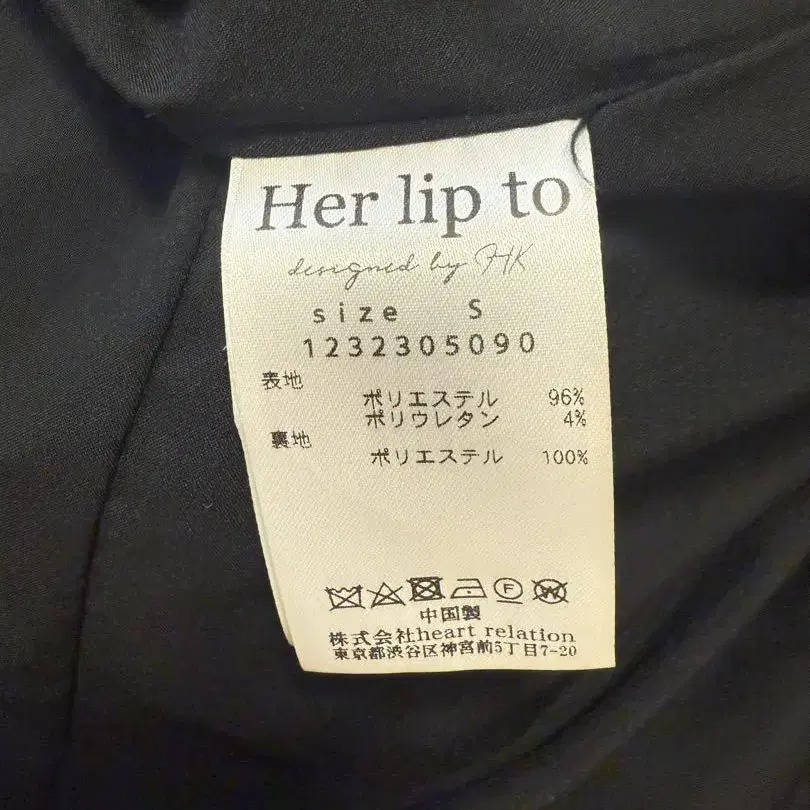 Her lip to
designed by HK
size S
1232305090
表地
ポリエステル 96%
ポリウレタン 4%
裏地
ポリエステル 100%
F W
中国製
株式会社heart relation
東京都渋谷区神宮前5丁目7-20